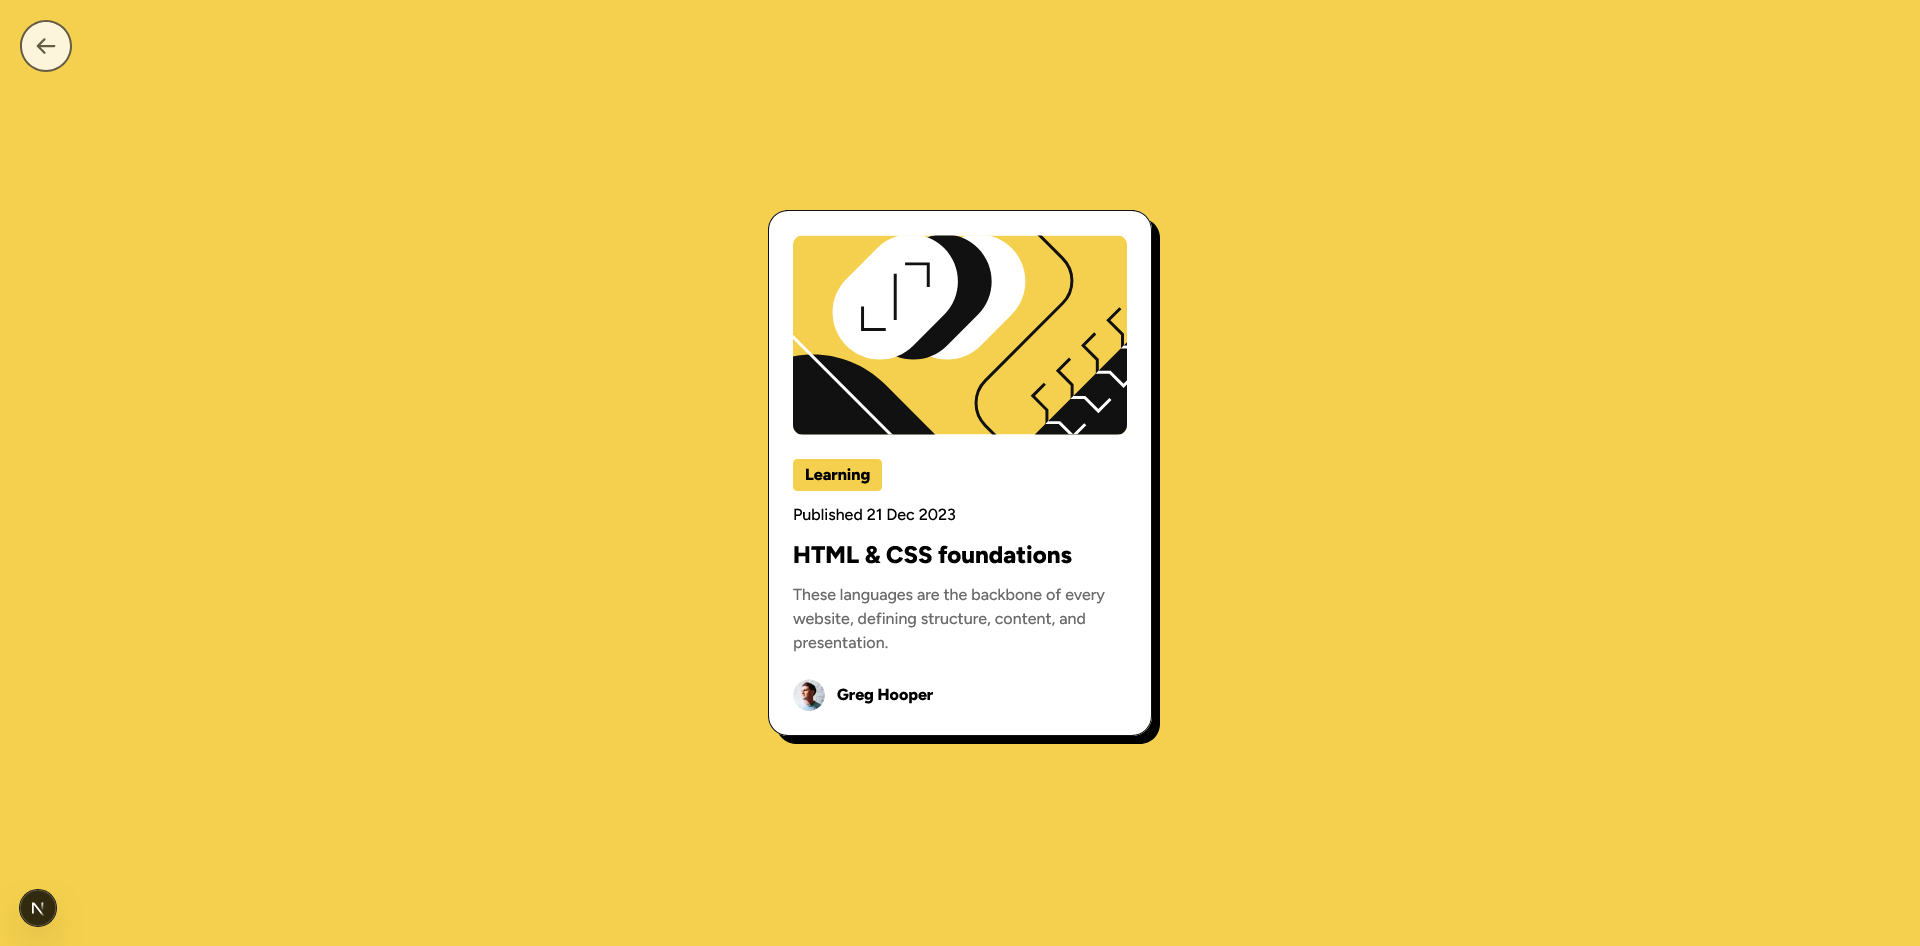 Learning
Published 21 Dec 2023
HTML & CSS foundations
These languages are the backbone of every
website, defining structure, content, and
presentation.
Greg Hooper
N